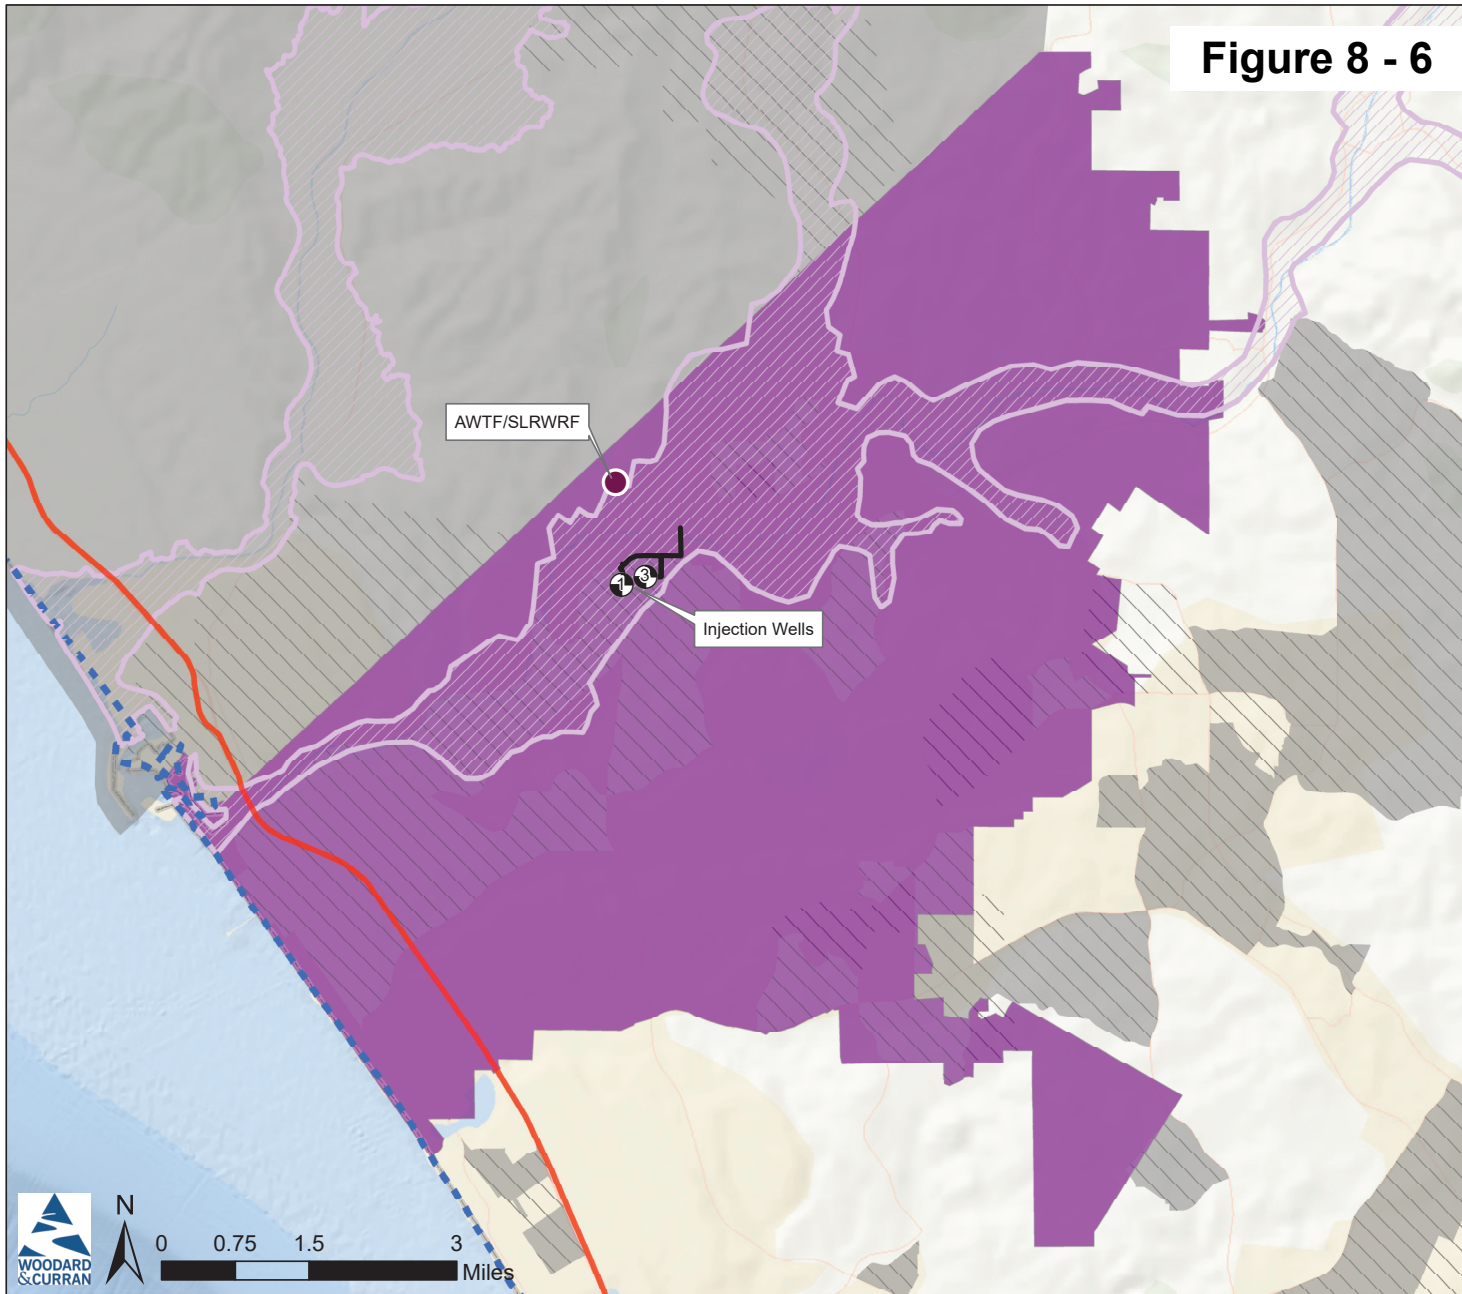 Figure 8 - 6
AWTF/SLRWRF
1
3
Injection Wells
N
0 0.75 1.5 3
Miles
WOODARD
&CURRAN